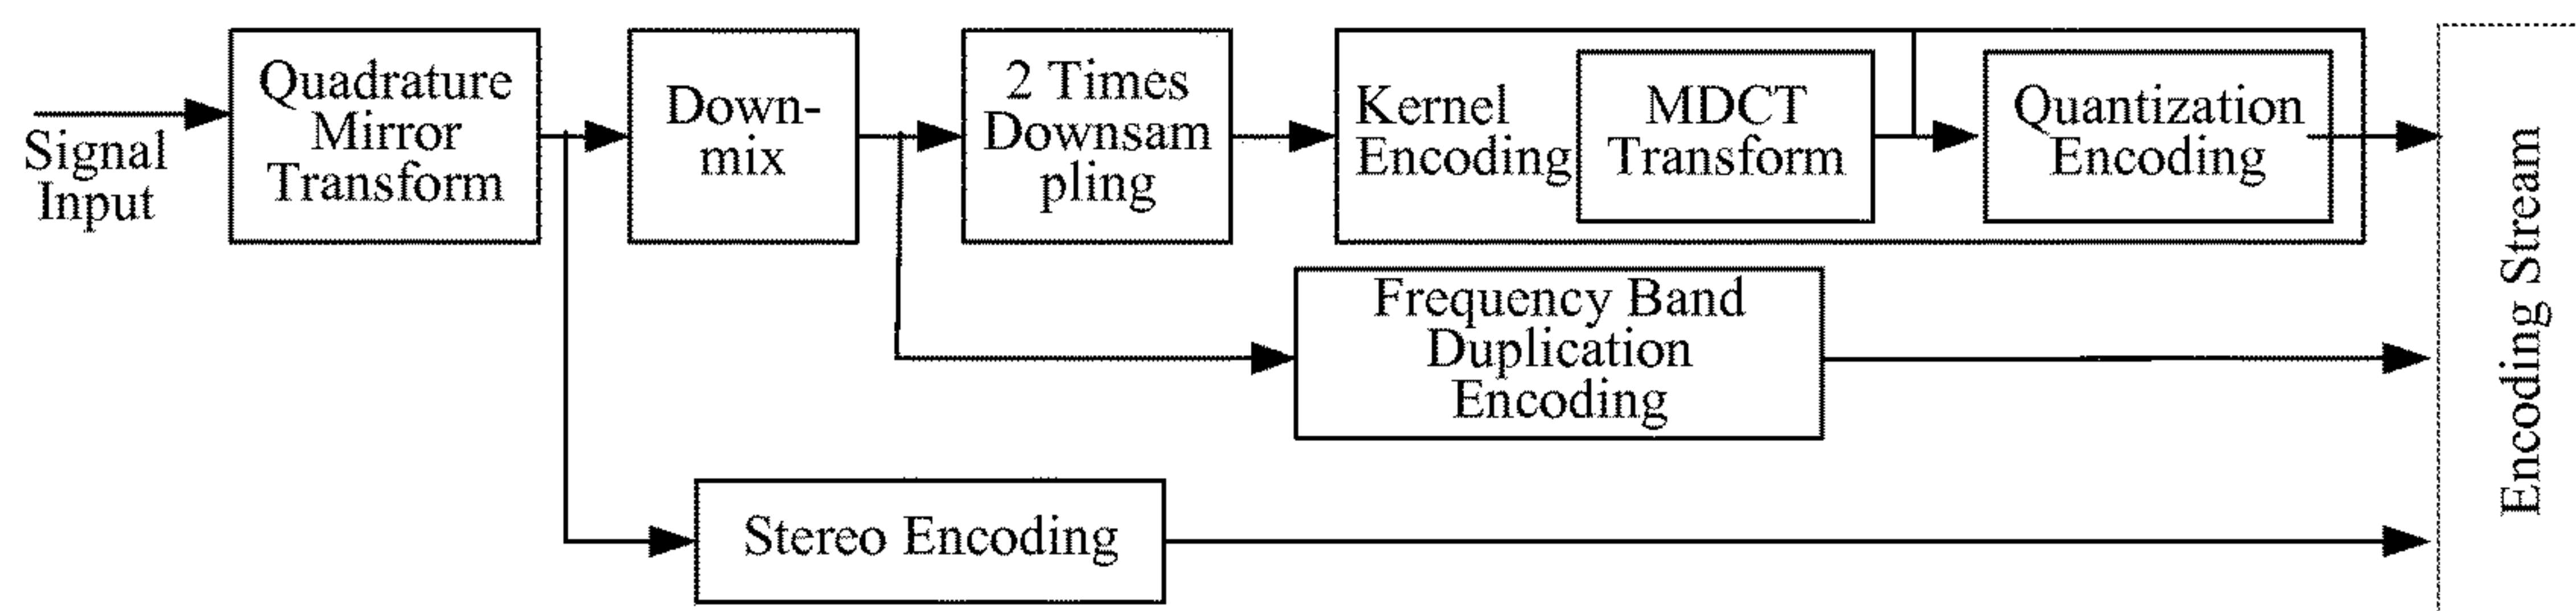 Signal
Input
Quadrature
Mirror
Transform
Down-
mix
2 Times
Downsam
pling
Kernel
Encoding
MDCT
Transform
Quantization
Encoding
Frequency Band
Duplication
Encoding
Stereo Encoding
Encoding Stream